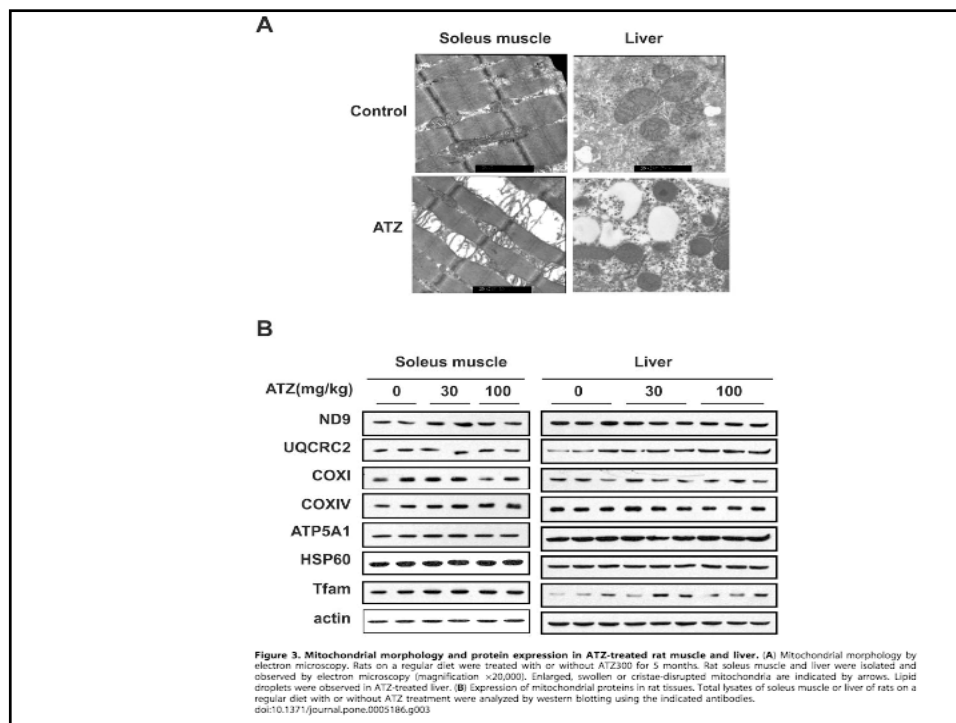 A
Soleus muscle Liver
Control
ATZ
B
Soleus muscle Liver
ATZ(mg/kg) 0 30 100 0 30 100
ND9
UQCRC2
COXI
COXIV
ATP5A1
HSP60
Tfam
actin
Figure 3. Mitochondrial morphology and protein expression in ATZ-treated rat muscle and liver. (A) Mitochondrial morphology by
electron microscopy. Rats on a regular diet were treated with or without ATZ300 for 5 months. Rat soleus muscle and liver were isolated and
observed by electron microscopy (magnification ×20,000). Enlarged, swollen or cristae-disrupted mitochondria are indicated by arrows. Lipid
droplets were observed in ATZ-treated liver. (B) Expression of mitochondrial proteins in rat tissues. Total lysates of soleus muscle or liver of rats on a
regular diet with or without ATZ treatment were analyzed by western blotting using the indicated antibodies.
doi:10.1371/journal.pone.0005186.g003